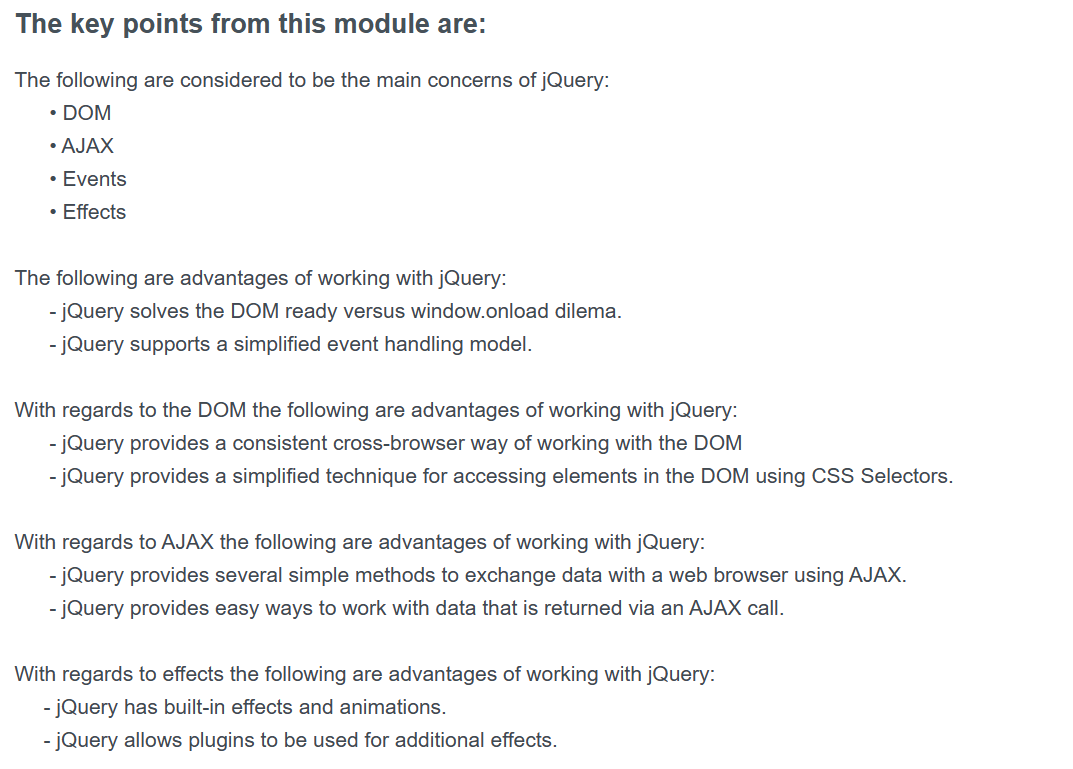 The key points from this module are:
The following are considered to be the main concerns of jQuery:
• DOM
• AJAX
• Events
• Effects
The following are advantages of working with jQuery:
- jQuery solves the DOM ready versus window.onload dilema.
- jQuery supports a simplified event handling model.
With regards to the DOM the following are advantages of working with jQuery:
- jQuery provides a consistent cross-browser way of working with the DOM
- jQuery provides a simplified technique for accessing elements in the DOM using CSS Selectors.
With regards to AJAX the following are advantages of working with jQuery:
- jQuery provides several simple methods to exchange data with a web browser using AJAX.
- jQuery provides easy ways to work with data that is returned via an AJAX call.
With regards to effects the following are advantages of working with jQuery:
- jQuery has built-in effects and animations.
- jQuery allows plugins to be used for additional effects.